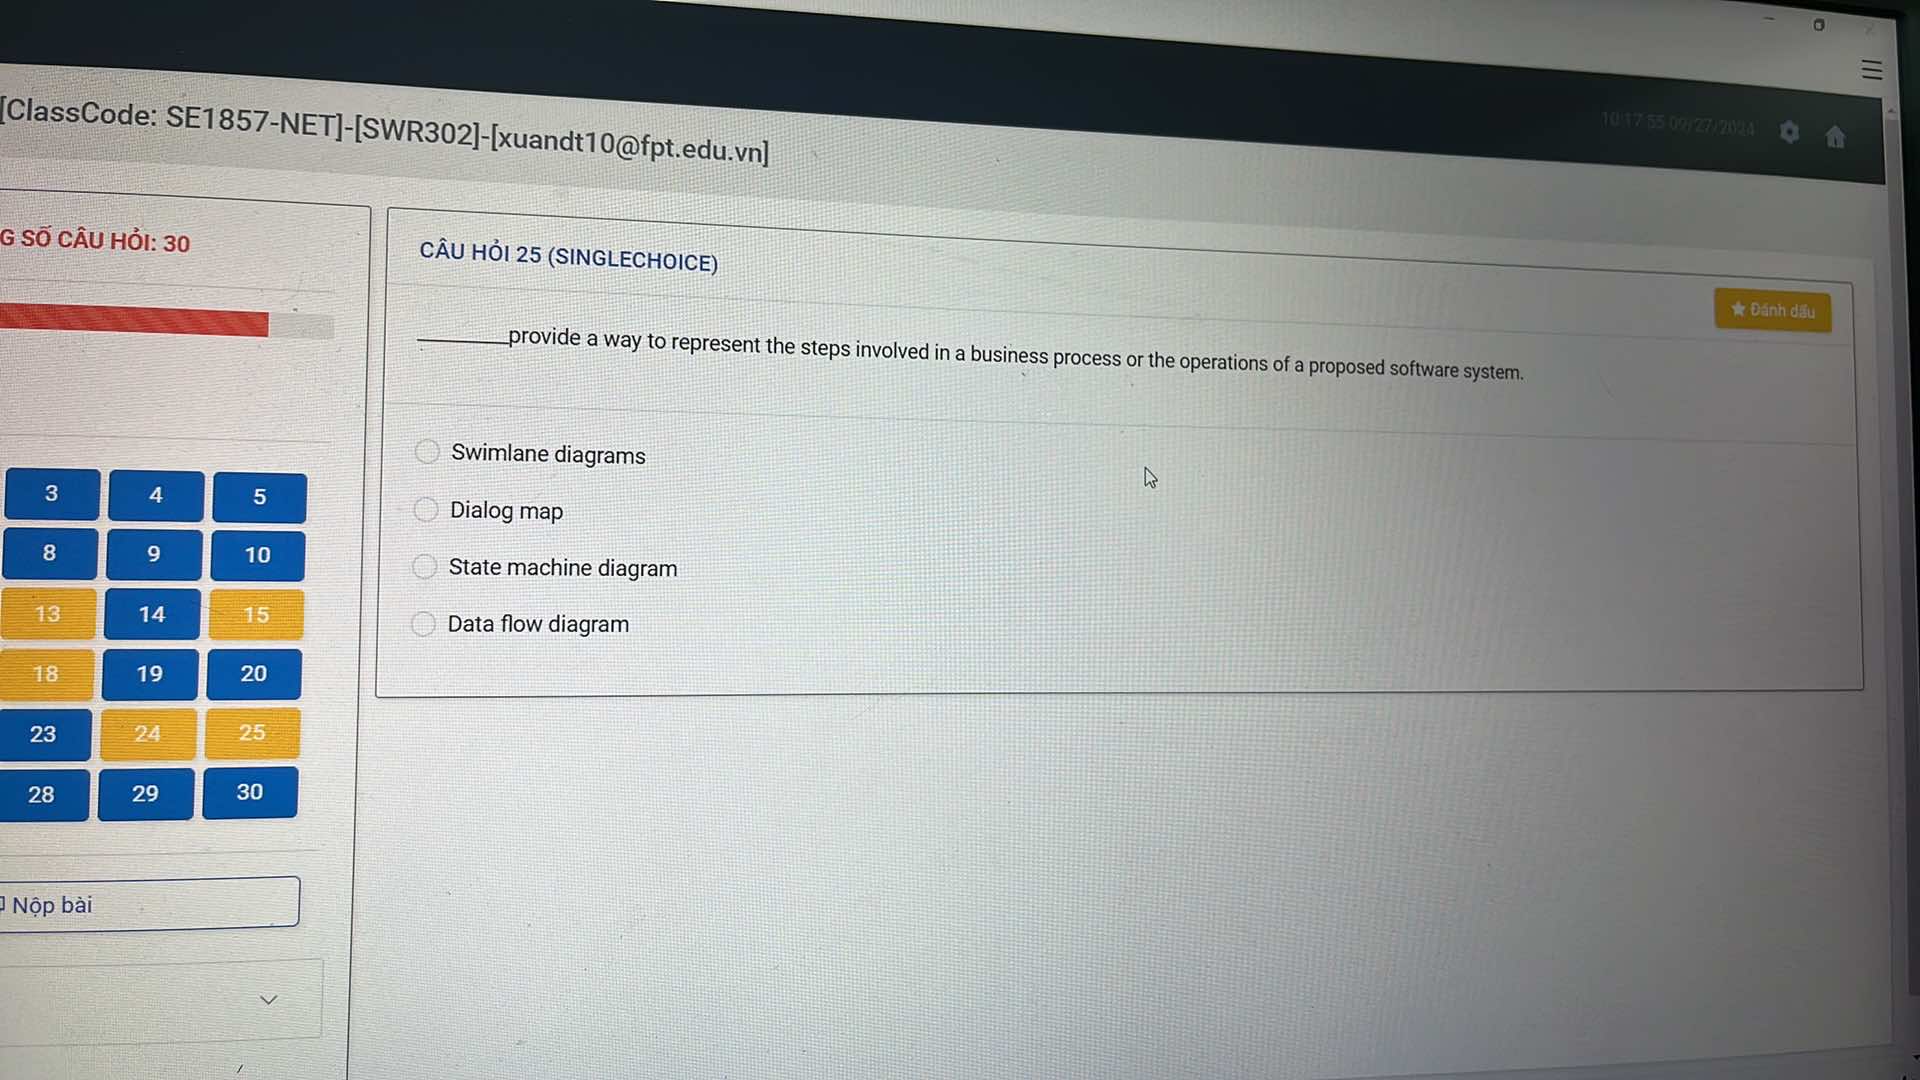 [ClassCode: SE1857-NET]-[SWR302]-[xuandt10@fpt.edu.vn]
10:17:55 09/27/2024
G SỐ CÂU HỎI: 30
3 4 5
8 9 10
13 14 15
18 19 20
23 24 25
28 29 30
Nộp bài
CÂU HỎI 25 (SINGLECHOICE)
Đánh dấu
_________provide a way to represent the steps involved in a business process or the operations of a proposed software system.
Swimlane diagrams
Dialog map
State machine diagram
Data flow diagram